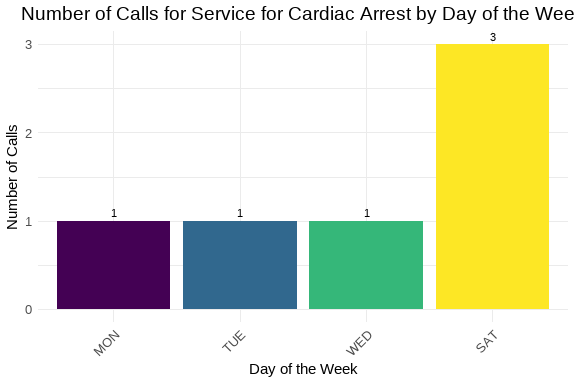 Number of Calls for Service for Cardiac Arrest by Day of the Wee
3
3
2
1
1
1
1
0
Number of Calls
MON
TUE
WED
SAT
Day of the Week